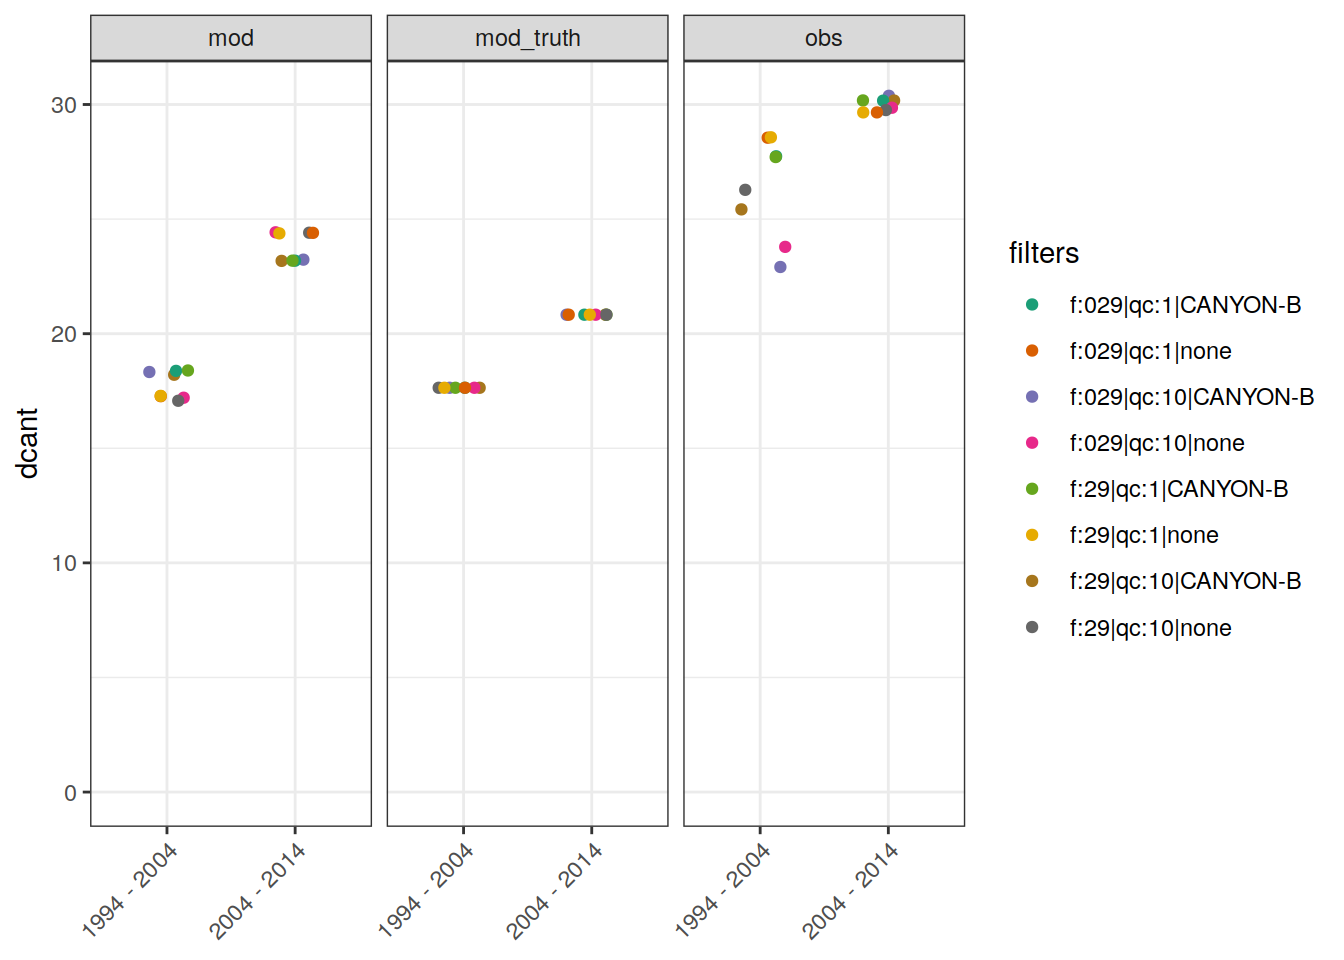 mod
mod_truth
obs
30
20
10
0
dcant
1994 - 2004
2004 - 2014
1994 - 2004
2004 - 2014
1994 - 2004
2004 - 2014
filters
f:029|qc:1|CANYON-B
f:029|qc:1|none
f:029|qc:10|CANYON-B
f:029|qc:10|none
f:29|qc:1|CANYON-B
f:29|qc:1|none
f:29|qc:10|CANYON-B
f:29|qc:10|none